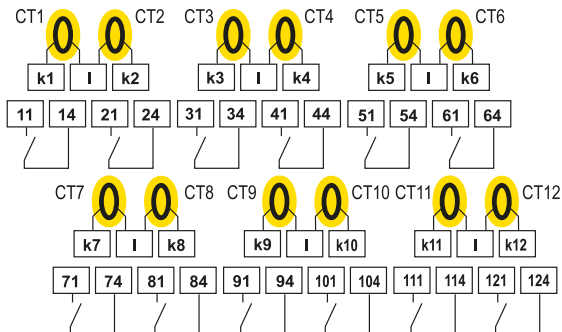 CT1 CT2 CT3 CT4 CT5 CT6
k1 I k2 k3 I k4 k5 I k6
11 14 21 24 31 34 41 44 51 54 61 64
CT7 CT8 CT9 CT10 CT11 CT12
k7 I k8 k9 I k10 k11 I k12
71 74 81 84 91 94 101 104 111 114 121 124